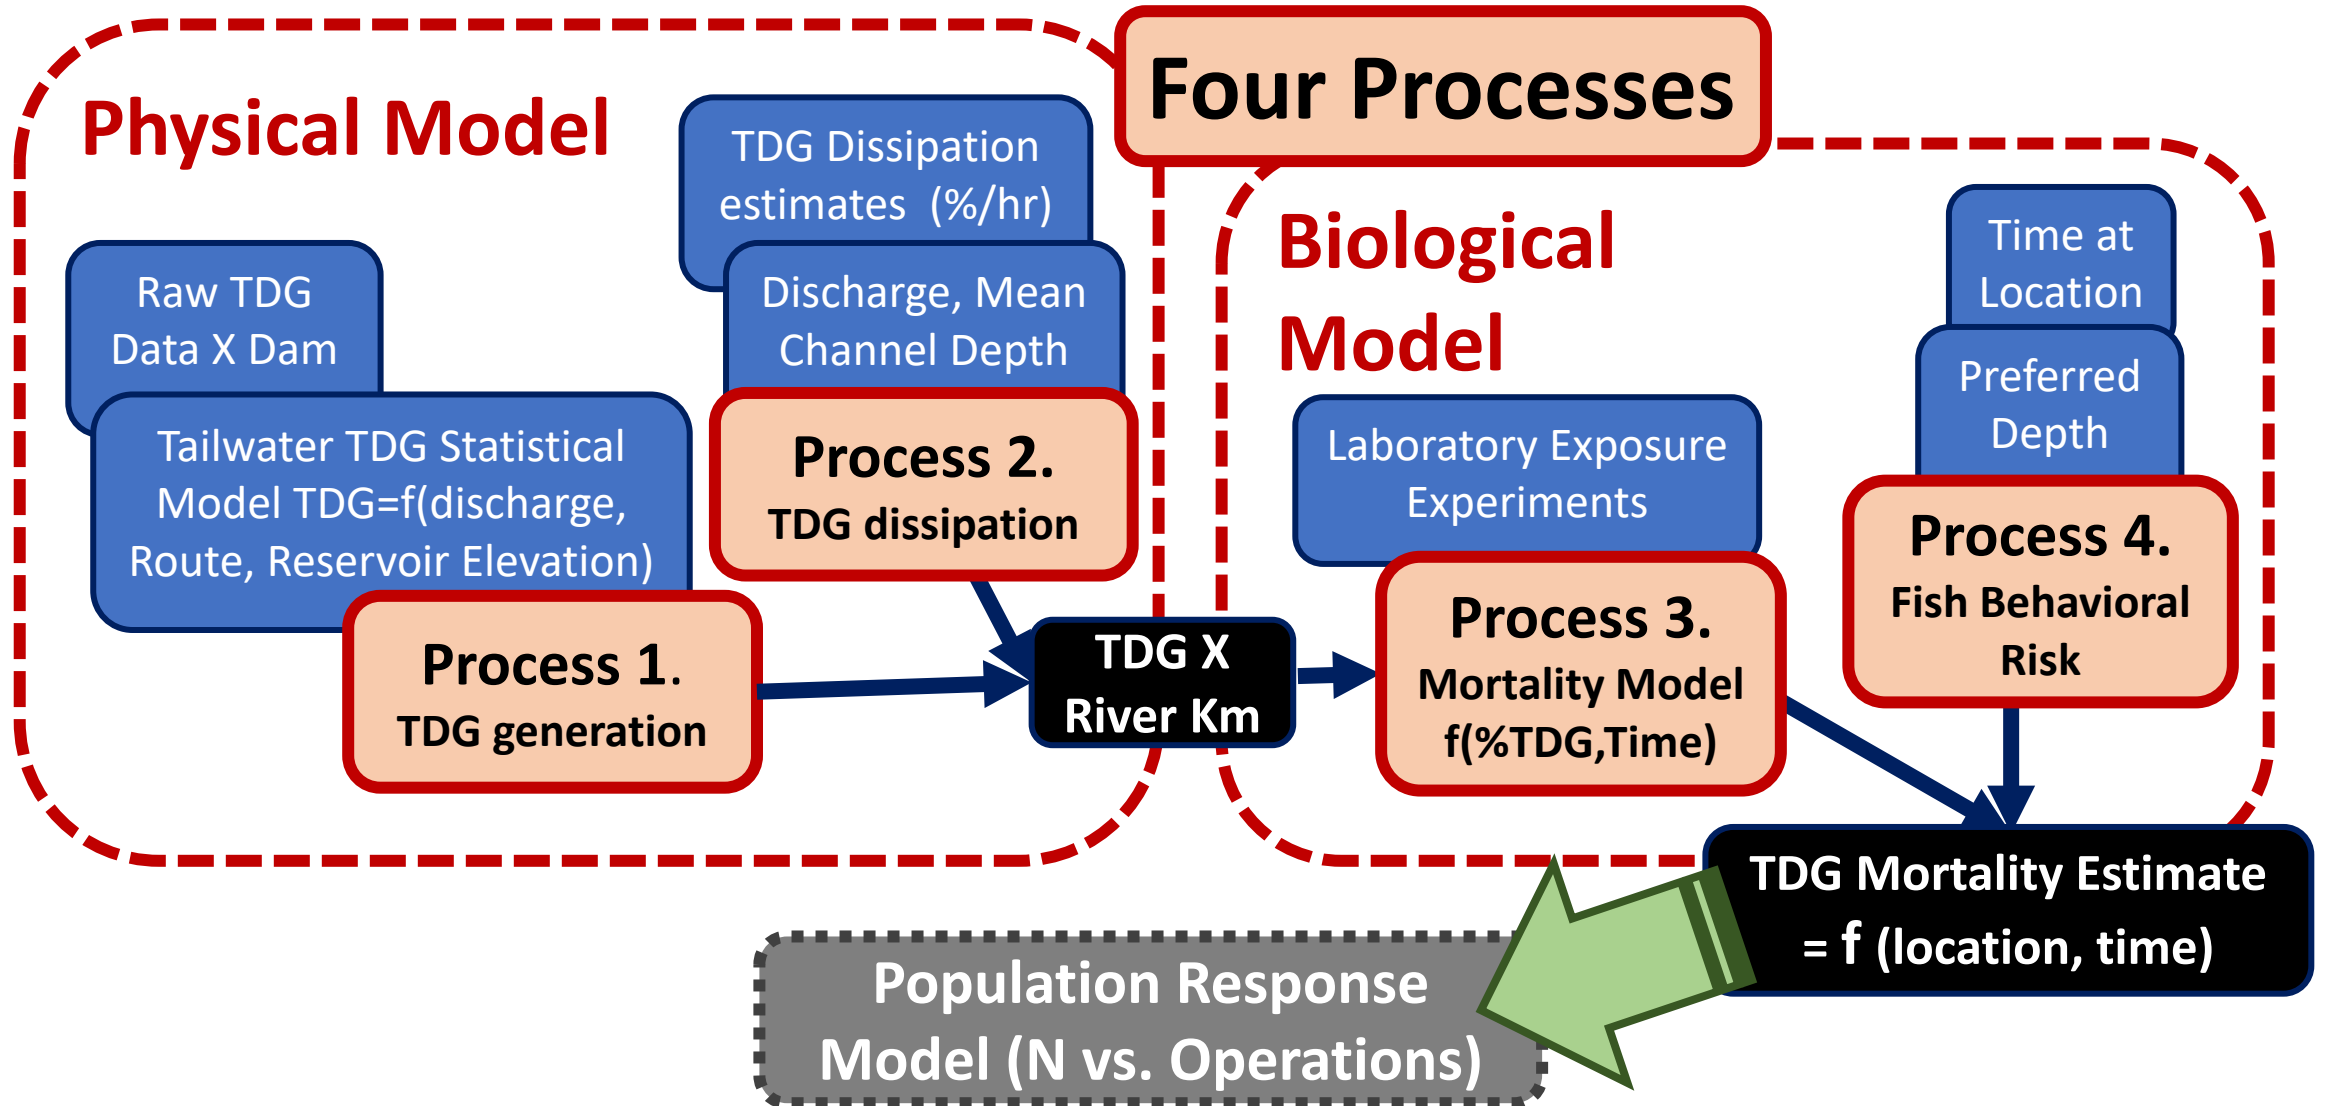 Four Processes
Physical Model
TDG Dissipation
estimates (%/hr)
Discharge, Mean
Channel Depth
Process 2.
TDG dissipation
Raw TDG
Data X Dam
Tailwater TDG Statistical
Model TDG=f(discharge,
Route, Reservoir Elevation)
Process 1.
TDG generation
TDG X
River Km
Biological
Model
Laboratory Exposure
Experiments
Process 3.
Mortality Model
f(%TDG,Time)
Time at
Location
Preferred
Depth
Process 4.
Fish Behavioral
Risk
TDG Mortality Estimate
= f (location, time)
Population Response
Model (N vs. Operations)